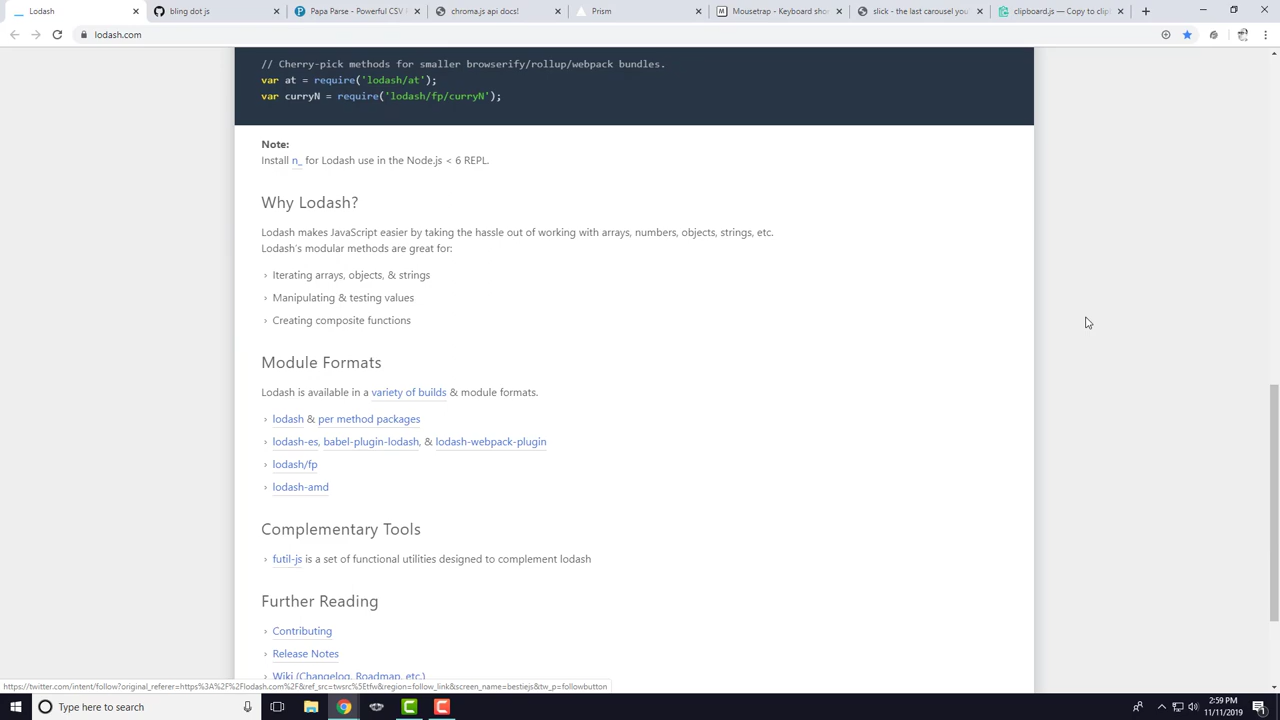 Lodash
bling dot js
Papa Parse - Powerful CSV P
chroma.js api docs!
Prism
Mousetrap - Keyboard sho
slick - the last carousel you
clipboard.js — Copy to clip
lodash.com
// Cherry-pick methods for smaller browserify/rollup/webpack bundles.
var at = require('lodash/at');
var curryN = require('lodash/fp/curryN');
Note:
Install n_ for Lodash use in the Node.js < 6 REPL.
Why Lodash?
Lodash makes JavaScript easier by taking the hassle out of working with arrays, numbers, objects, strings, etc.
Lodash's modular methods are great for:
› Iterating arrays, objects, & strings
› Manipulating & testing values
› Creating composite functions
Module Formats
Lodash is available in a variety of builds & module formats.
› lodash & per method packages
› lodash-es, babel-plugin-lodash, & lodash-webpack-plugin
› lodash/fp
› lodash-amd
Complementary Tools
› futil-js is a set of functional utilities designed to complement lodash
Further Reading
› Contributing
› Release Notes
Wiki (Changelog, Roadmap, etc.)
https://twitter.com/intent/follow?original_referer=https%3A%2F%2Flodash.com%2F&ref_src=twsrc%5Etfw&region=follow_link&screen_name=bestiejs&tw_p=followbutton
Type here to search
2:59 PM
11/11/2019